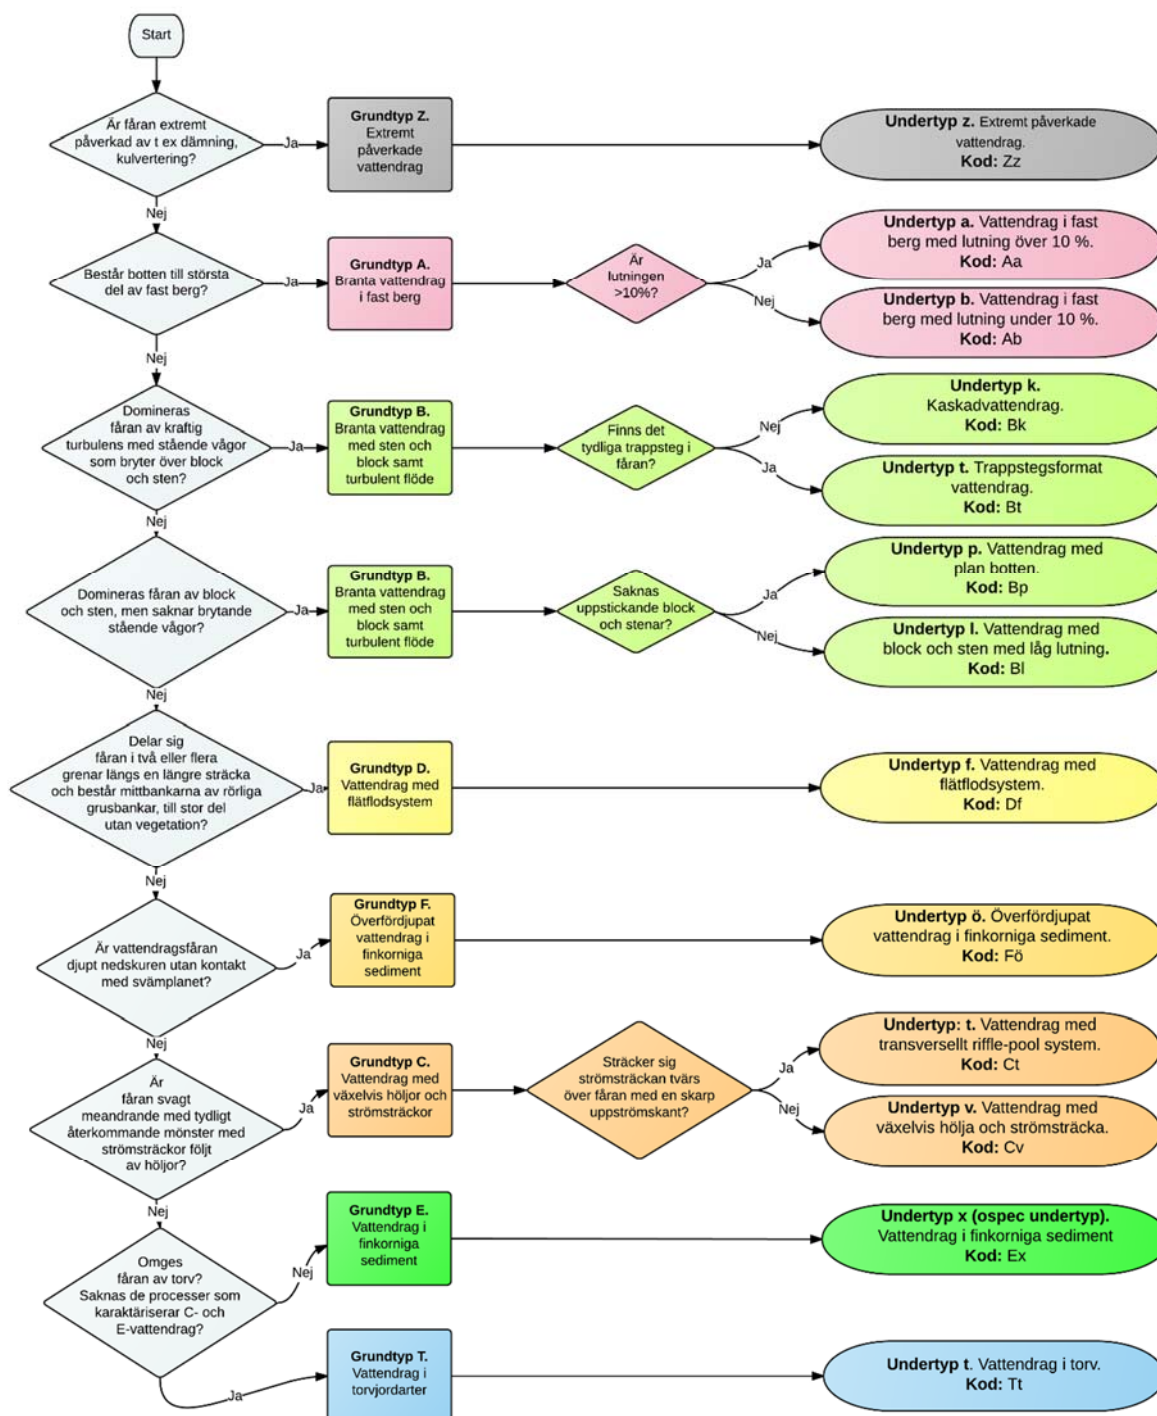 Start
Är fåran extremt
påverkad av t ex dämning,
kulvertering?
Ja
Grundtyp Z.
Extremt
påverkade
vattendrag
Undertyp z. Extremt påverkade
vattendrag.
Kod: Zz
Nej
Består botten till största
del av fast berg?
Ja
Grundtyp A.
Branta vattendrag
i fast berg
Är
lutningen
>10%?
Ja
Nej
Undertyp a. Vattendrag i fast
berg med lutning över 10 %.
Kod: Aa
Undertyp b. Vattendrag i fast
berg med lutning under 10 %.
Kod: Ab
Nej
Domineras
fåran av kraftig
turbulens med stående vågor
som bryter över block
och sten?
Ja
Grundtyp B.
Branta vattendrag
med sten och
block samt
turbulent flöde
Finns det
tydliga trappsteg i
fåran?
Nej
Ja
Undertyp k.
Kaskadvattendrag.
Kod: Bk
Undertyp t. Trappstegsformat
vattendrag.
Kod: Bt
Nej
Domineras fåran av block
och sten, men saknar brytande
stående vågor?
Ja
Grundtyp B.
Branta vattendrag
med sten och
block samt
turbulent flöde
Saknas
uppstickande block
och stenar?
Ja
Nej
Undertyp p. Vattendrag med
plan botten.
Kod: Bp
Undertyp l. Vattendrag med
block och sten med låg lutning.
Kod: Bl
Nej
Delar sig
fåran i två eller flera
grenar längs en längre sträcka
och består mittbankarna av rörliga
grusbankar, till stor del
utan vegetation?
Ja
Grundtyp D.
Vattendrag med
flätflodsystem
Undertyp f. Vattendrag med
flätflodsystem.
Kod: Df
Nej
Är vattendragsfåran
djupt nedskuren utan kontakt
med svämplanet?
Ja
Grundtyp F.
Överfördjupat
vattendrag i
finkorniga
sediment
Undertyp ö. Överfördjupat
vattendrag i finkorniga sediment.
Kod: Fö
Nej
Är
fåran svagt
meandrande med tydligt
återkommande mönster med
strömsträckor följt
av höljor?
Ja
Grundtyp C.
Vattendrag med
växelvis höljor och
strömsträckor
Sträcker sig
strömsträckan tvärs
över fåran med en skarp
uppströmskant?
Ja
Nej
Undertyp: t. Vattendrag med
transversellt riffle-pool system.
Kod: Ct
Undertyp v. Vattendrag med
växelvis hölja och strömsträcka.
Kod: Cv
Nej
Omges
fåran av torv?
Saknas de processer som
karaktäriserar C- och
E-vattendrag?
Nej
Grundtyp E.
Vattendrag i
finkorniga
sediment
Undertyp x (ospec undertyp).
Vattendrag i finkorniga sediment
Kod: Ex
Ja
Grundtyp T.
Vattendrag i
torvjordarter
Undertyp t. Vattendrag i torv.
Kod: Tt